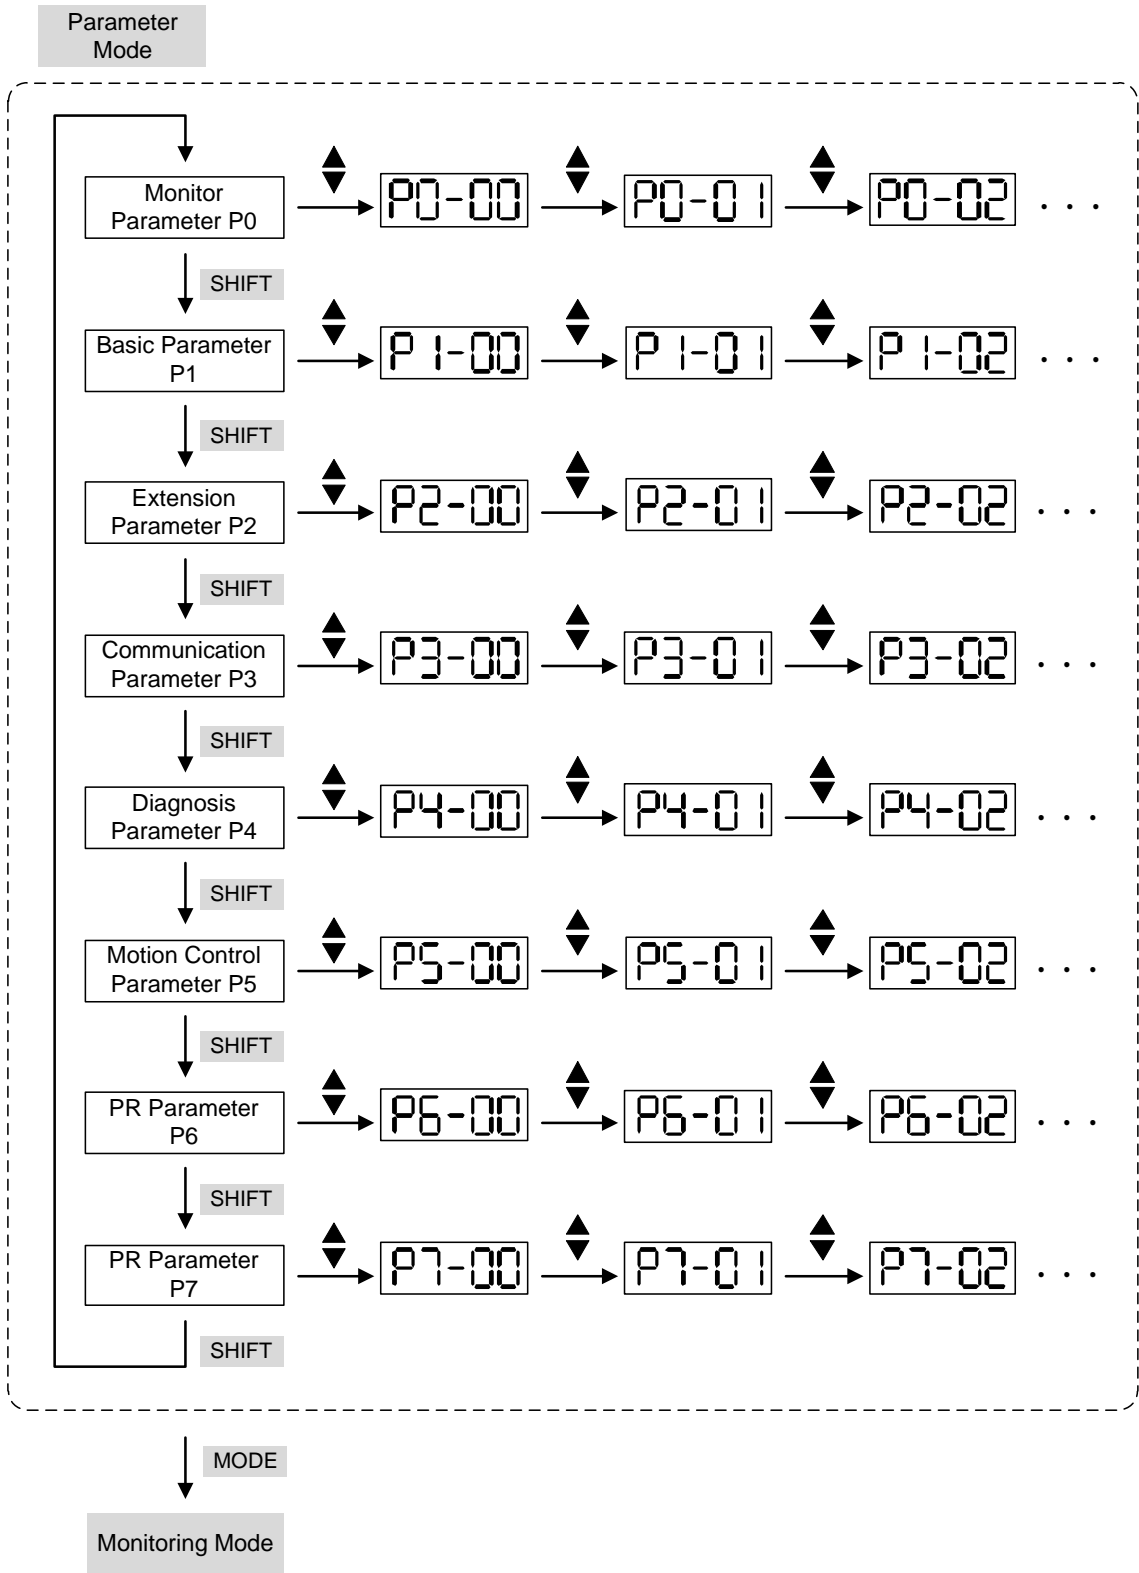 Parameter
Mode
Monitor
Parameter P0
P0-00
P0-01
P0-02
. . .
SHIFT
Basic Parameter
P1
P1-00
P1-01
P1-02
. . .
SHIFT
Extension
Parameter P2
P2-00
P2-01
P2-02
. . .
SHIFT
Communication
Parameter P3
P3-00
P3-01
P3-02
. . .
SHIFT
Diagnosis
Parameter P4
P4-00
P4-01
P4-02
. . .
SHIFT
Motion Control
Parameter P5
P5-00
P5-01
P5-02
. . .
SHIFT
PR Parameter
P6
P6-00
P6-01
P6-02
. . .
SHIFT
PR Parameter
P7
P7-00
P7-01
P7-02
. . .
SHIFT
MODE
Monitoring Mode